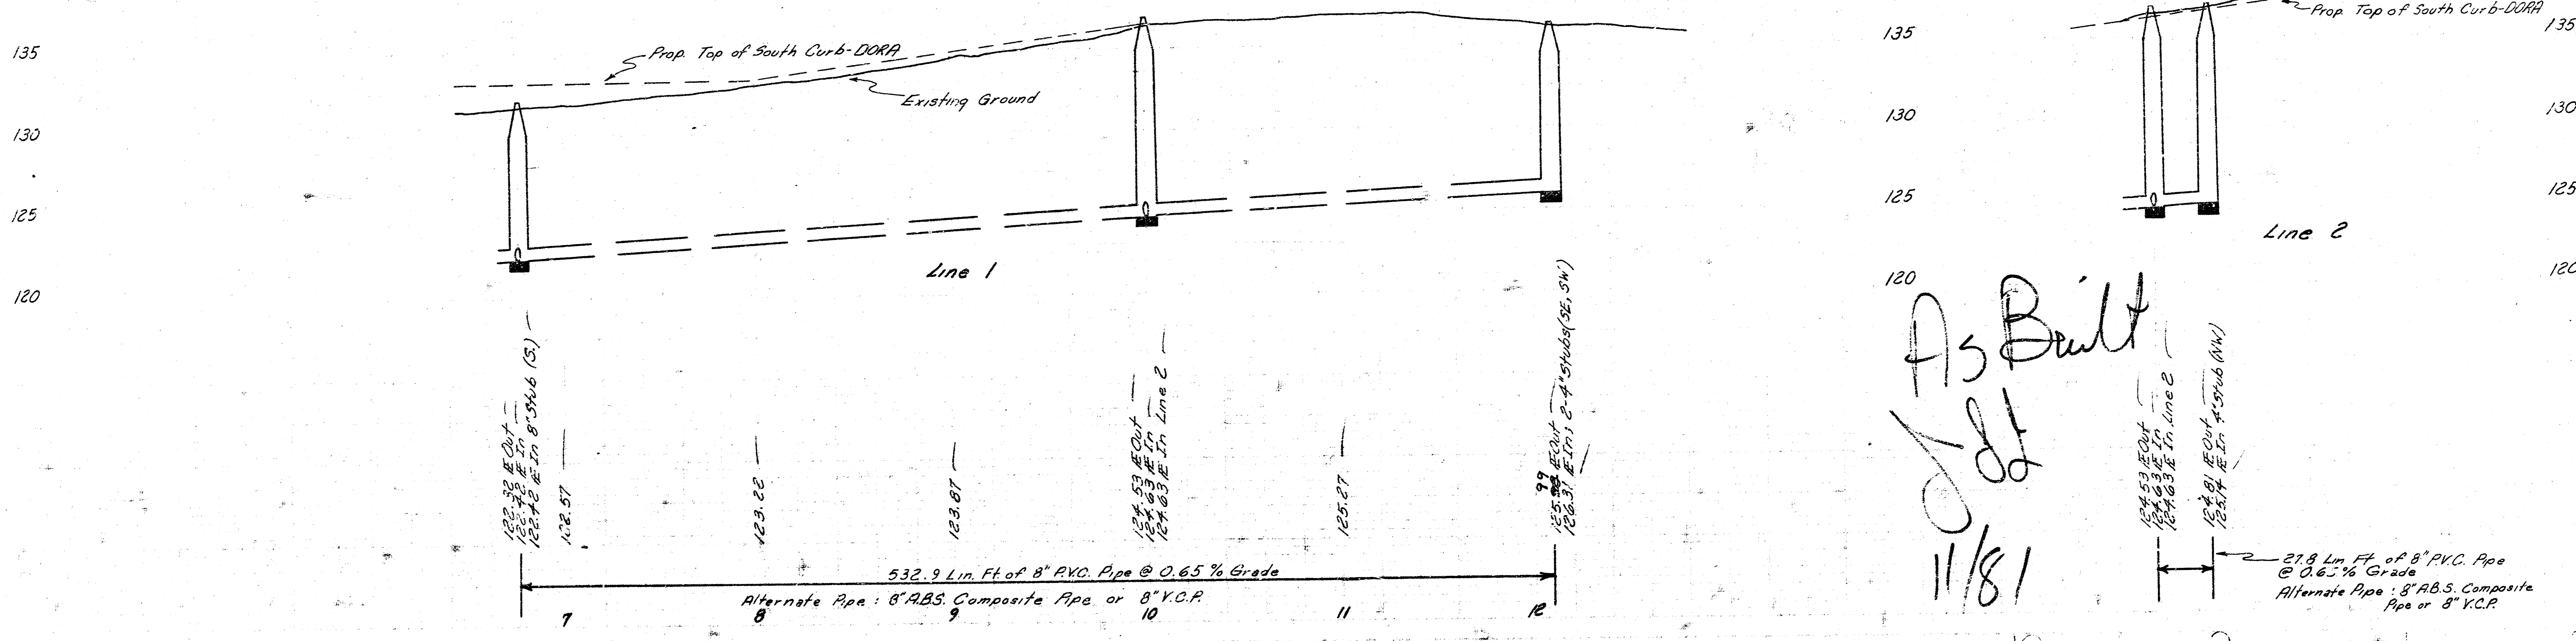 135
130
125
120
Prop. Top of South Curb-DORA
Existing Ground
Line 1
122.32 IE Out
122.42 IE In
122.42 IE In 8" Stub (S.)
122.57
123.22
123.87
124.53 IE Out
124.63 IE In
124.63 IE In Line 2
125.27
99
IE Out
126.31 IE In; 2-4" Stubs (SE, SW)
532.9 Lin. Ft. of 8" P.V.C. Pipe @ 0.65 % Grade
Alternate Pipe : 8" A.B.S. Composite Pipe or 8" V.C.P.
7 8 9 10 11 12
135
130
125
120
Prop. Top of South Curb-DORA
135
130
125
120
Line 2
As Built
11/81
124.53 IE Out
124.63 IE In
124.63 IE In Line 2
124.81 IE Out
125.14 IE In 4" Stub (NW)
27.8 Lin. Ft. of 8" P.V.C. Pipe
@ 0.65 % Grade
Alternate Pipe : 8" A.B.S. Composite
Pipe or 8" V.C.P.